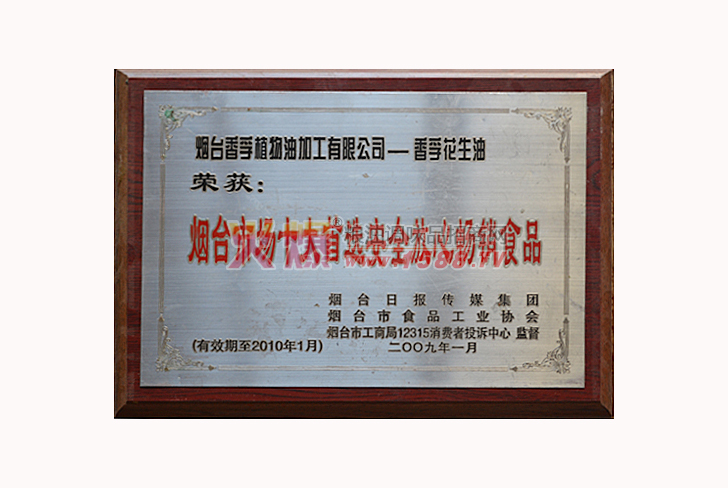 烟台香孚植物油加工有限公司—香孚花生油
荣获：
烟台市场十大首选安全放心畅销食品
烟台日报传媒集团
烟台市食品工业协会
烟台市工商局12315消费者投诉中心 监督
(有效期至2010年1月)
二〇〇九年一月